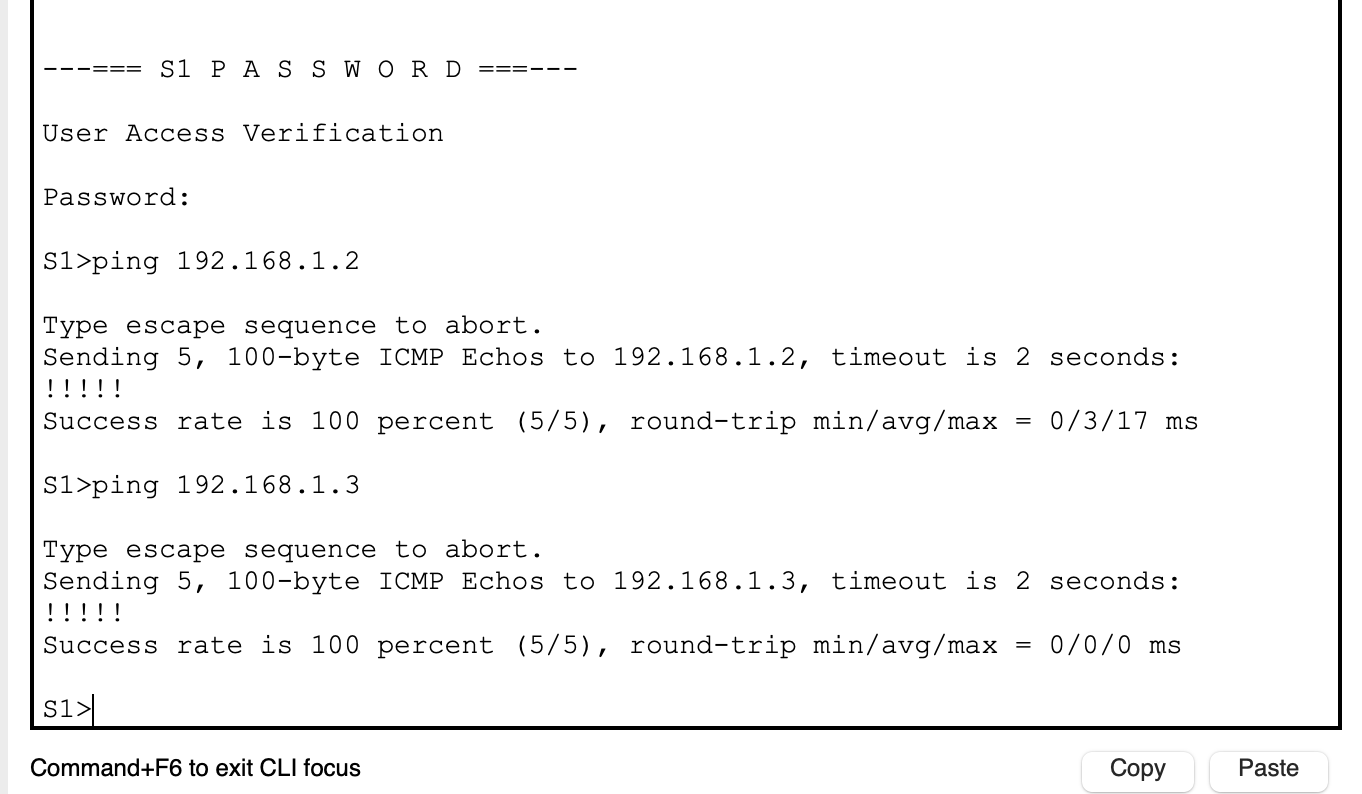 ---=== S1 P A S S W O R D ===---
User Access Verification
Password:
S1>ping 192.168.1.2
Type escape sequence to abort.
Sending 5, 100-byte ICMP Echos to 192.168.1.2, timeout is 2 seconds:
!!!!!
Success rate is 100 percent (5/5), round-trip min/avg/max = 0/3/17 ms
S1>ping 192.168.1.3
Type escape sequence to abort.
Sending 5, 100-byte ICMP Echos to 192.168.1.3, timeout is 2 seconds:
!!!!!
Success rate is 100 percent (5/5), round-trip min/avg/max = 0/0/0 ms
S1>
Command+F6 to exit CLI focus
Copy
Paste